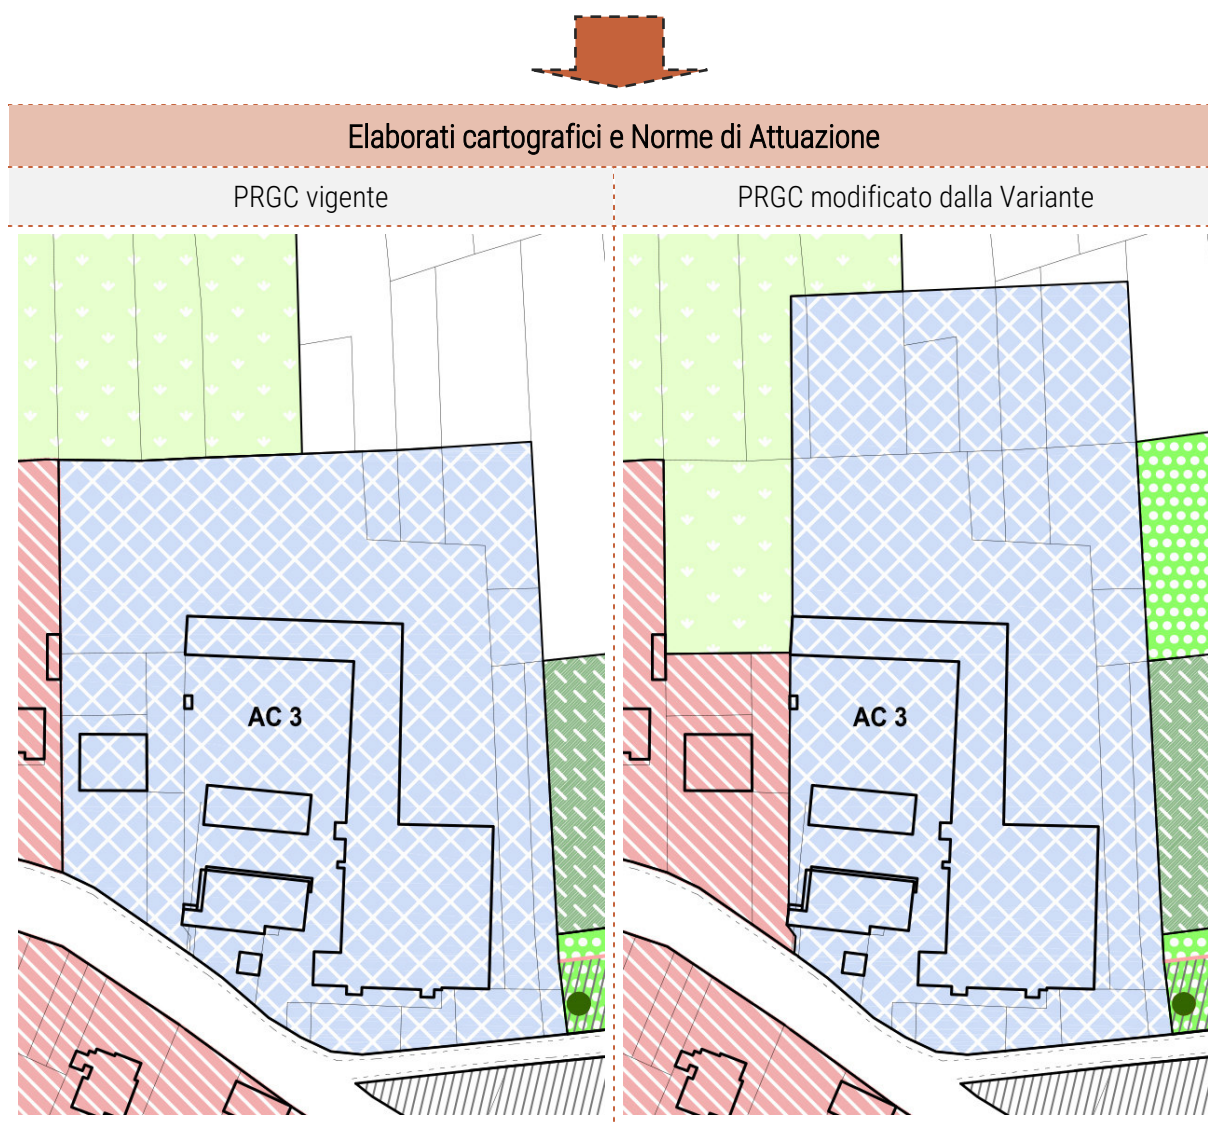 Elaborati cartografici e Norme di Attuazione
PRGC vigente
PRGC modificato dalla Variante
AC 3
AC 3